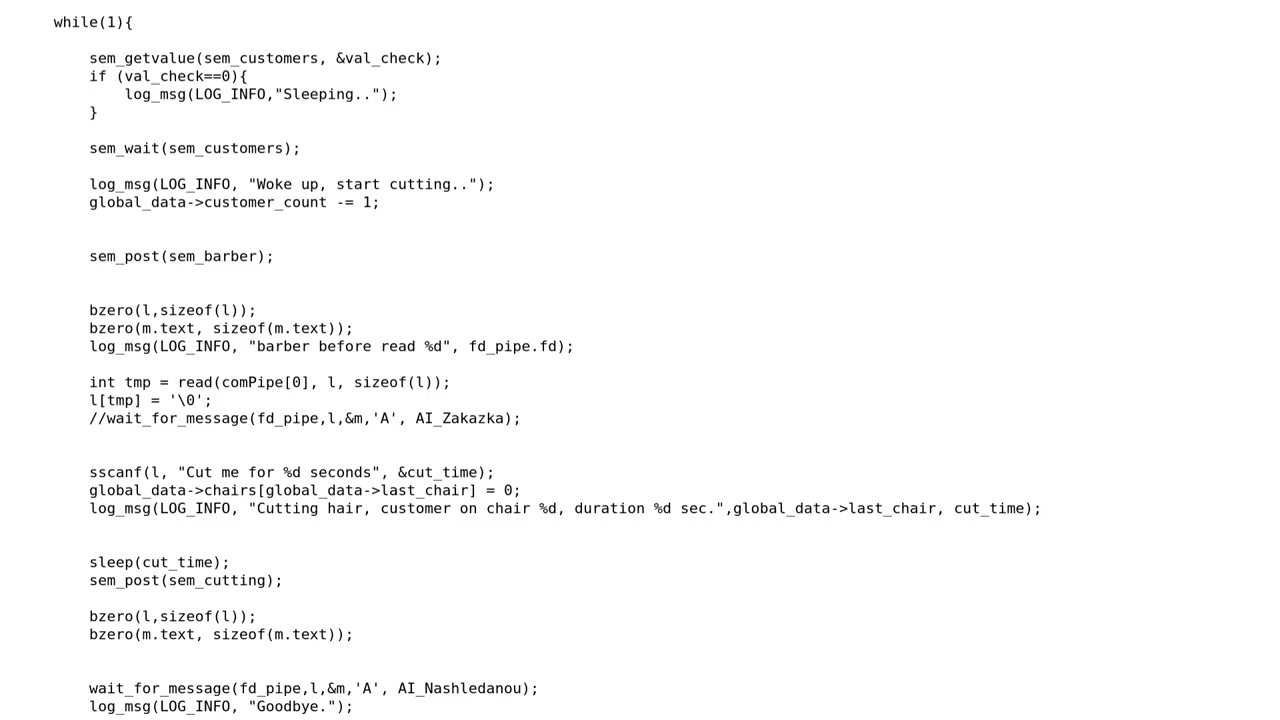 while(1){
sem_getvalue(sem_customers, &val_check);
if (val_check==0){
log_msg(LOG_INFO,"Sleeping..");
}
sem_wait(sem_customers);
log_msg(LOG_INFO, "Woke up, start cutting..");
global_data->customer_count -= 1;
sem_post(sem_barber);
bzero(l,sizeof(l));
bzero(m.text, sizeof(m.text));
log_msg(LOG_INFO, "barber before read %d", fd_pipe.fd);
int tmp = read(comPipe[0], l, sizeof(l));
l[tmp] = '\0';
//wait_for_message(fd_pipe,l,&m,'A', AI_Zakazka);
sscanf(l, "Cut me for %d seconds", &cut_time);
global_data->chairs[global_data->last_chair] = 0;
log_msg(LOG_INFO, "Cutting hair, customer on chair %d, duration %d sec.",global_data->last_chair, cut_time);
sleep(cut_time);
sem_post(sem_cutting);
bzero(l,sizeof(l));
bzero(m.text, sizeof(m.text));
wait_for_message(fd_pipe,l,&m,'A', AI_Nashledanou);
log_msg(LOG_INFO, "Goodbye.");